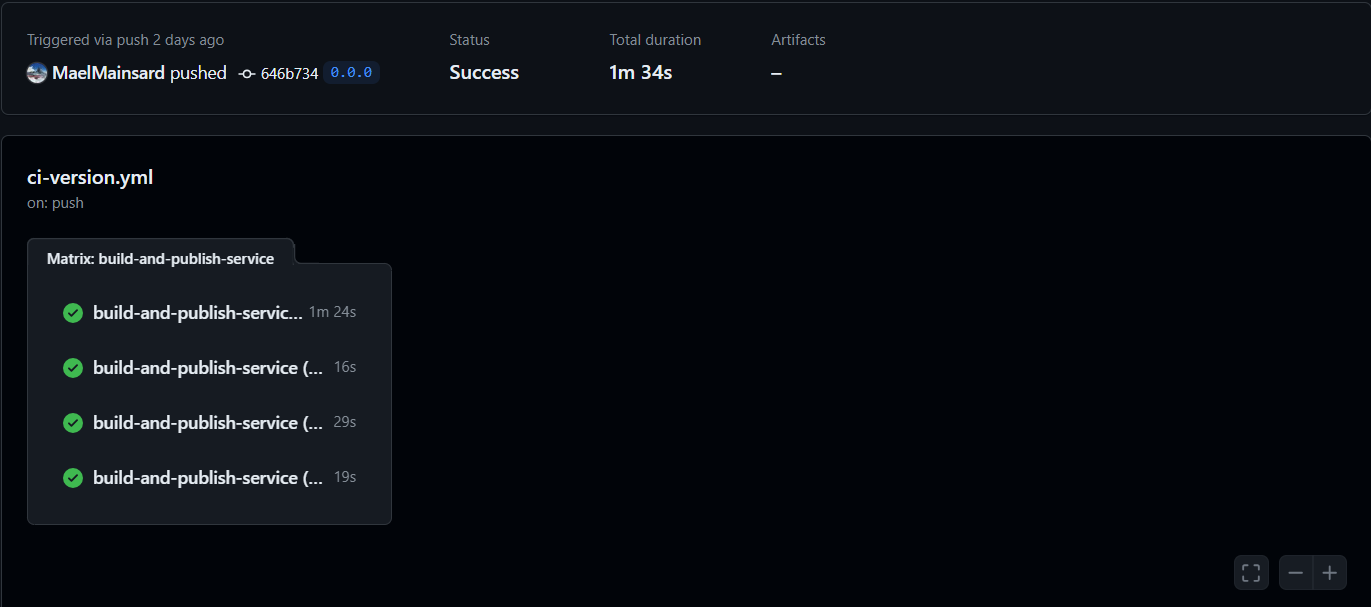 Triggered via push 2 days ago
MaelMainsard pushed 646b734 0.0.0
Status
Success
Total duration
1m 34s
Artifacts
–
ci-version.yml
on: push
Matrix: build-and-publish-service
build-and-publish-servic... 1m 24s
build-and-publish-service (... 16s
build-and-publish-service (... 29s
build-and-publish-service (... 19s